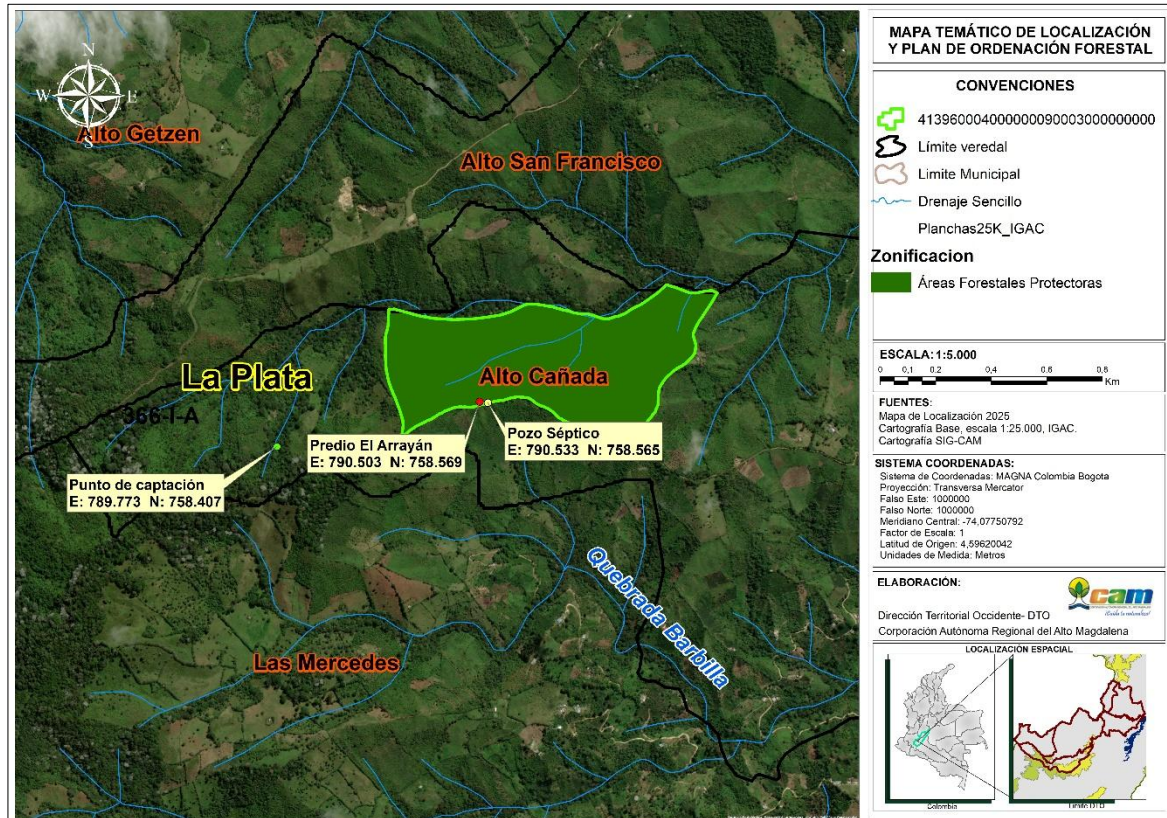 N
W
E
S
Alto Getzen
Alto San Francisco
La Plata
366-I-A
Alto Cañada
Predio El Arrayán
E: 790.503 N: 758.569
Pozo Séptico
E: 790.533 N: 758.565
Punto de captación
E: 789.773 N: 758.407
Quebrada Barbilla
Las Mercedes
MAPA TEMÁTICO DE LOCALIZACIÓN
Y PLAN DE ORDENACIÓN FORESTAL
CONVENCIONES
Límite veredal
Limite Municipal
Drenaje Sencillo
Planchas25K_IGAC
Zonificacion
Áreas Forestales Protectoras
ESCALA: 1:5.000
0 0,1 0,2 0,4 0,6 0,8
Km
FUENTES:
Mapa de Localización 2025
Cartografía Base, escala 1:25.000, IGAC.
Cartografía SIG-CAM
SISTEMA COORDENADAS:
Sistema de Coordenadas: MAGNA Colombia Bogota
Proyección: Transversa Mercator
Falso Este: 1000000
Falso Norte: 1000000
Meridiano Central: -74,07750792
Factor de Escala: 1
Latitud de Origen: 4,59620042
Unidades de Medida: Metros
ELABORACIÓN:
cam
Dirección Territorial Occidente- DTO
Corporación Autónoma Regional del Alto Magdalena
LOCALIZACIÓN ESPACIAL
Colombia
Límite DTO